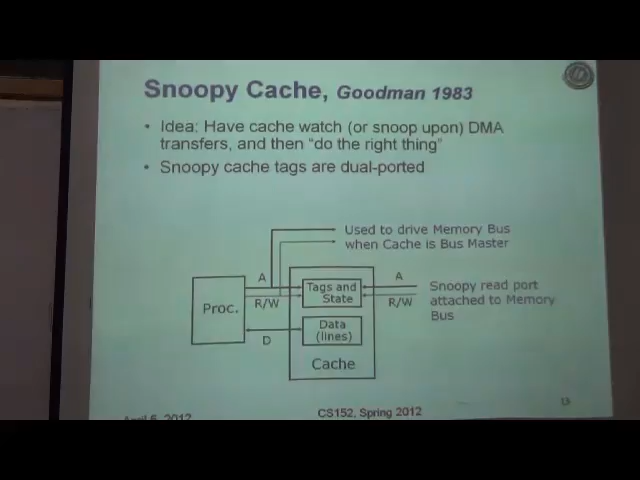 Snoopy Cache, Goodman 1983
• Idea: Have cache watch (or snoop upon) DMA
transfers, and then "do the right thing"
• Snoopy cache tags are dual-ported
Used to drive Memory Bus
when Cache is Bus Master
A
A
Tags and
State
Snoopy read port
attached to Memory
Bus
Proc.
R/W
R/W
Data
(lines)
D
Cache
April 6, 2012
CS152, Spring 2012
13